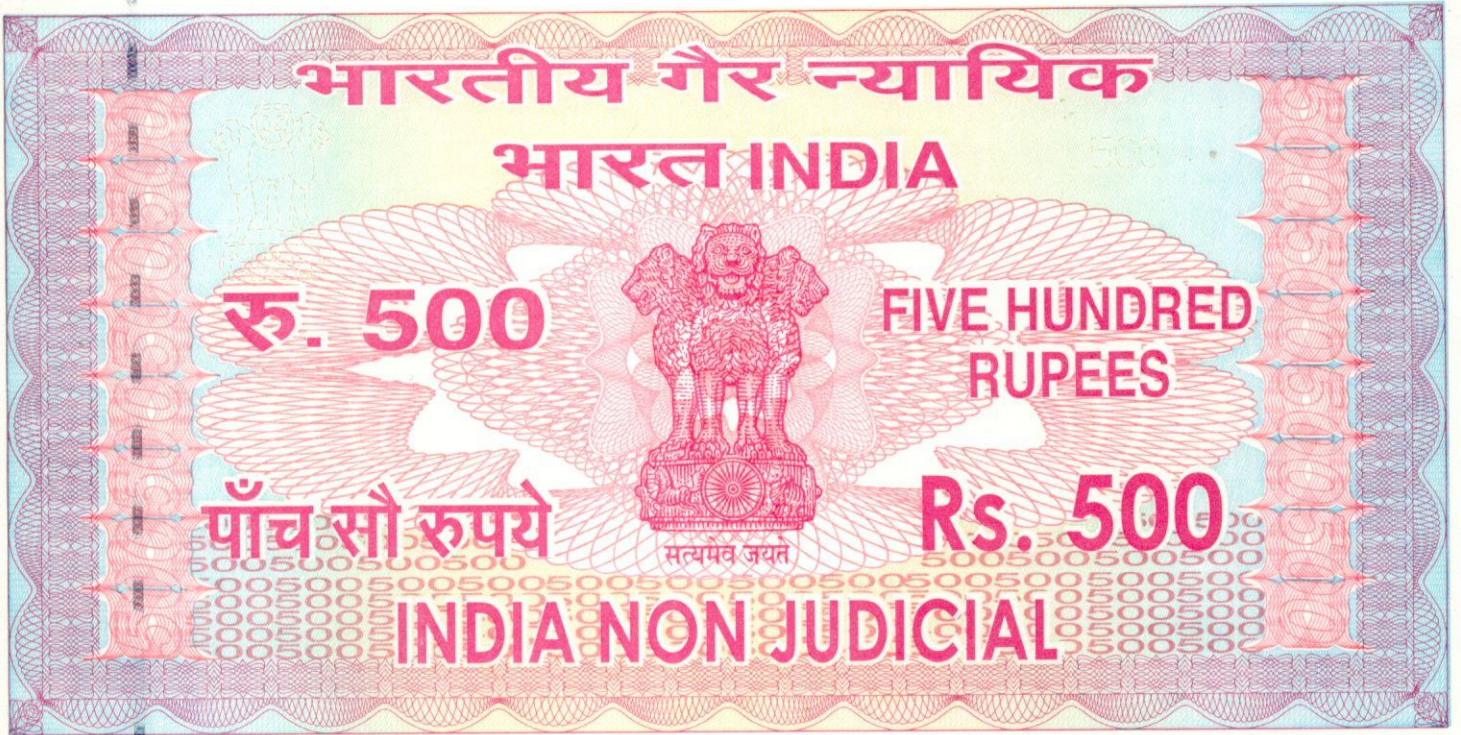 भारतीय गैर न्यायिक
भारत INDIA
रु. 500
FIVE HUNDRED
RUPEES
पाँच सौ रुपये
Rs. 500
सत्यमेव जयते
INDIA NON JUDICIAL